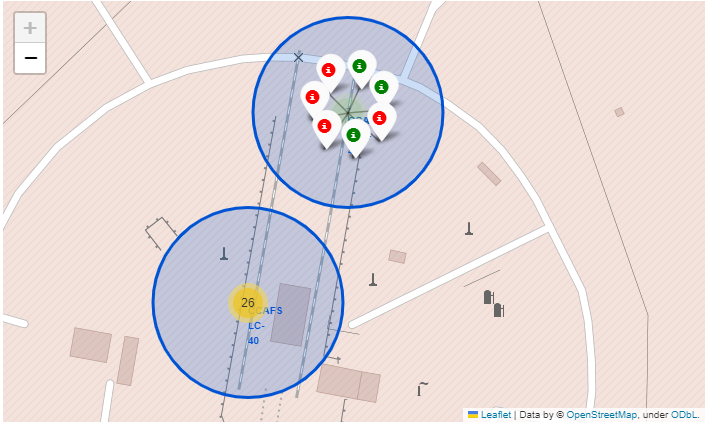 +
−
26
CCAFS
LC-
40
Leaflet | Data by © OpenStreetMap, under ODbL.